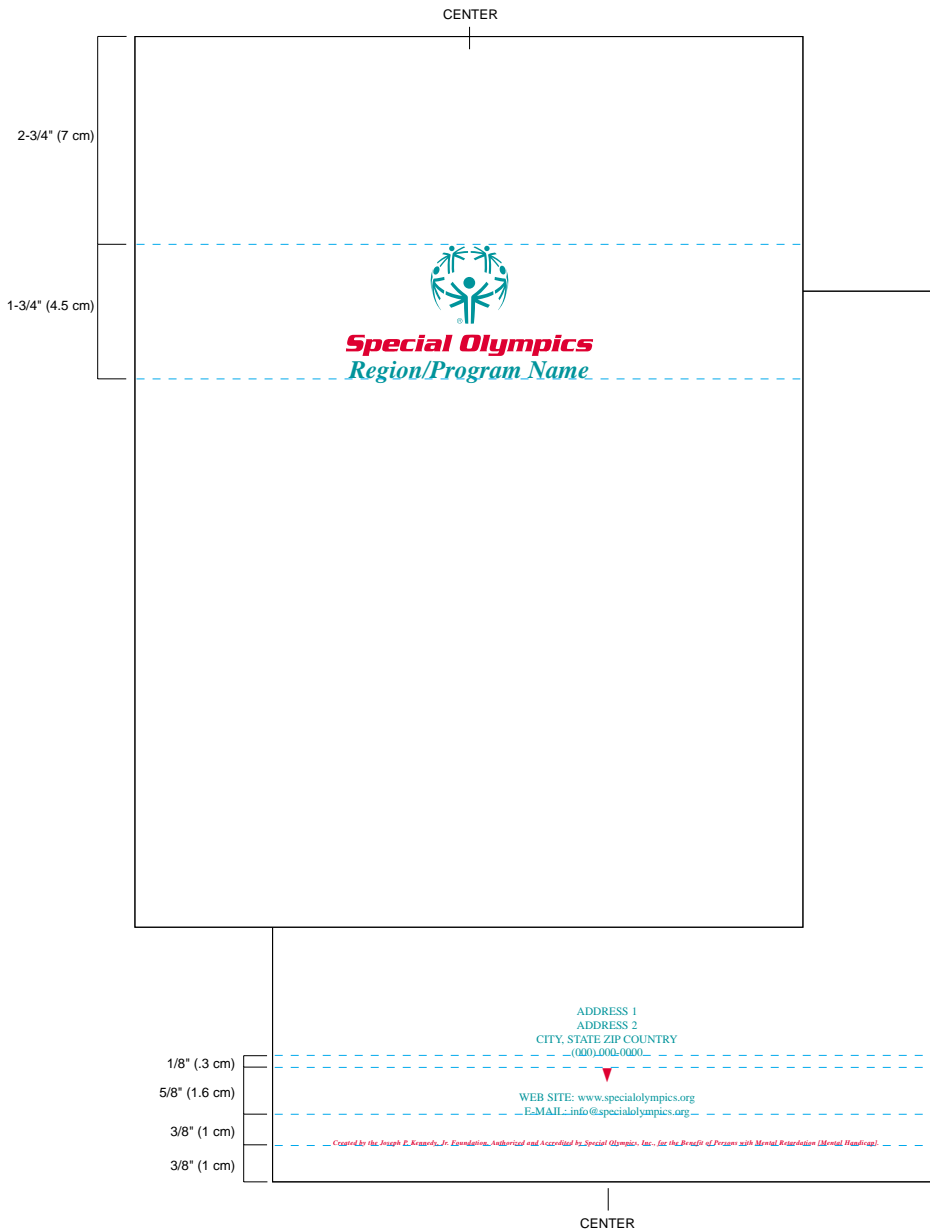 CENTER
2-3/4" (7 cm)
1-3/4" (4.5 cm)
®
Special Olympics
Region/Program Name
ADDRESS 1
ADDRESS 2
CITY, STATE ZIP COUNTRY
(000) 000-0000
1/8" (.3 cm)
5/8" (1.6 cm)
WEB SITE: www.specialolympics.org
E-MAIL: info@specialolympics.org
3/8" (1 cm)
Created by the Joseph P. Kennedy, Jr. Foundation. Authorized and Accredited by Special Olympics, Inc., for the Benefit of Persons with Mental Retardation [Mental Handicap].
3/8" (1 cm)
CENTER